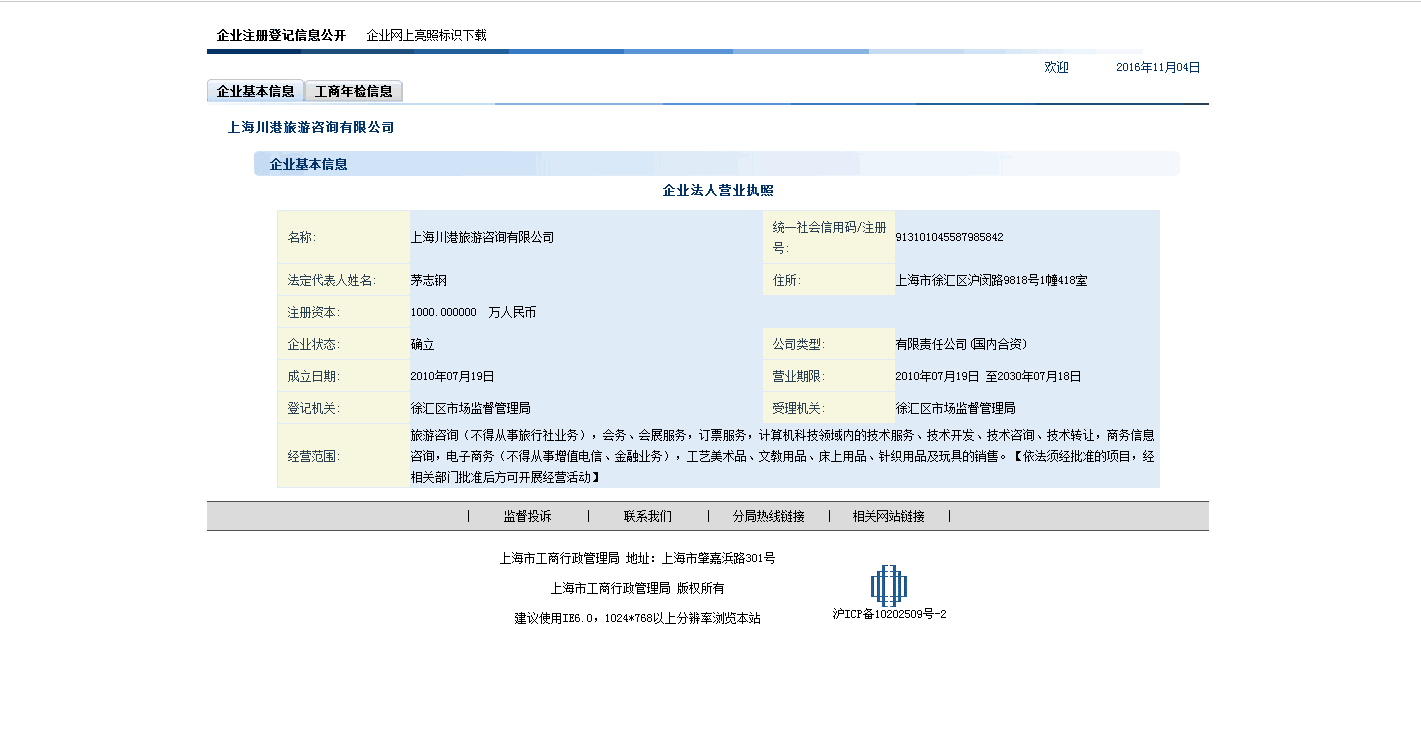 企业注册登记信息公开 企业网上亮照标识下载
欢迎 2016年11月04日
企业基本信息 工商年检信息
上海川港旅游咨询有限公司
企业基本信息
企业法人营业执照
名称: 上海川港旅游咨询有限公司 统一社会信用码/注册号: 913101045587985842
法定代表人姓名: 茅志钢 住所: 上海市徐汇区沪闵路9818号1幢418室
注册资本: 1000.000000 万人民币
企业状态: 确立 公司类型: 有限责任公司(国内合资)
成立日期: 2010年07月19日 营业期限: 2010年07月19日 至2030年07月18日
登记机关: 徐汇区市场监督管理局 受理机关: 徐汇区市场监督管理局
经营范围:
旅游咨询（不得从事旅行社业务），会务、会展服务，订票服务，计算机科技领域内的技术服务、技术开发、技术咨询、技术转让，商务信息
咨询，电子商务（不得从事增值电信、金融业务），工艺美术品、文教用品、床上用品、针织用品及玩具的销售。【依法须经批准的项目，经
相关部门批准后方可开展经营活动】
| 监督投诉 | 联系我们 | 分局热线链接 | 相关网站链接 |
上海市工商行政管理局 地址：上海市肇嘉浜路301号
上海市工商行政管理局 版权所有
建议使用IE6.0，1024*768以上分辨率浏览本站
沪ICP备10202509号-2